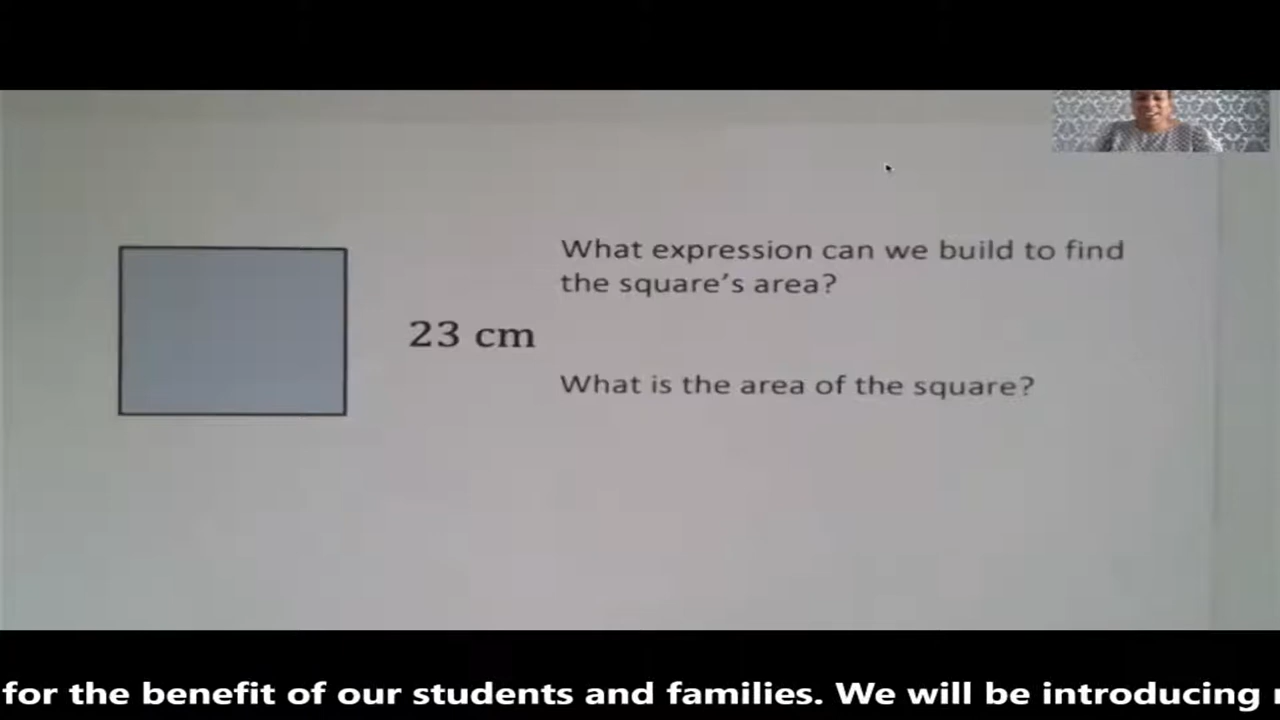 What expression can we build to find
the square's area?
23 cm
What is the area of the square?
for the benefit of our students and families. We will be introducing